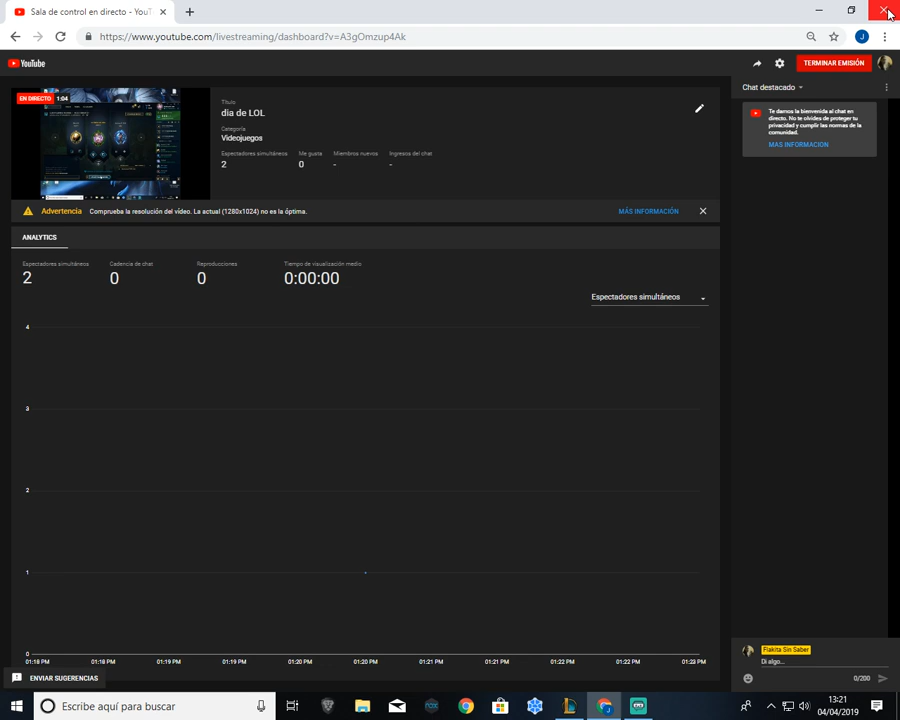 Sala de control en directo - YouT
https://www.youtube.com/livestreaming/dashboard?v=A3gOmzup4Ak
J
YouTube
TERMINAR EMISIÓN
EN DIRECTO 1:04
Título
dia de LOL
Categoría
Videojuegos
Espectadores simultáneos Me gusta Miembros nuevos Ingresos del chat
2 0 - -
Advertencia Comprueba la resolución del vídeo. La actual (1280x1024) no es la óptima. MÁS INFORMACIÓN
Chat destacado
Te damos la bienvenida al chat en
directo. No te olvides de proteger tu
privacidad y cumplir las normas de la
comunidad.
MÁS INFORMACIÓN
ANALYTICS
Espectadores simultáneos Cadencia de chat Reproducciones Tiempo de visualización medio
2 0 0 0:00:00
Espectadores simultáneos
4
3
2
1
0
01:18 PM 01:18 PM 01:19 PM 01:19 PM 01:20 PM 01:20 PM 01:21 PM 01:21 PM 01:22 PM 01:22 PM 01:23 PM
Flakita Sin Saber
Di algo...
0/200
ENVIAR SUGERENCIAS
Escribe aquí para buscar
13:21
04/04/2019